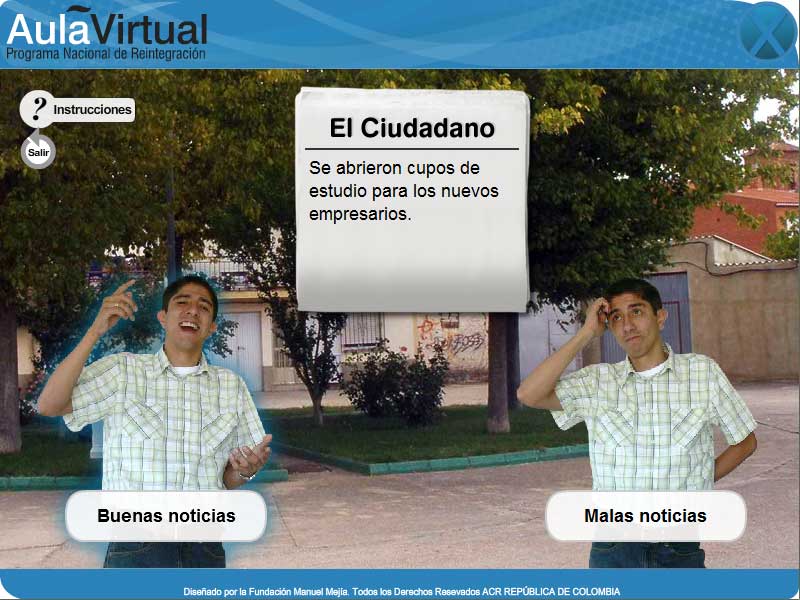 AulaVirtual
Programa Nacional de Reintegración
?
Instrucciones
Salir
El Ciudadano
Se abrieron cupos de
estudio para los nuevos
empresarios.
Buenas noticias
Malas noticias
Diseñado por la Fundación Manuel Mejía. Todos los Derechos Resevados ACR REPÚBLICA DE COLOMBIA